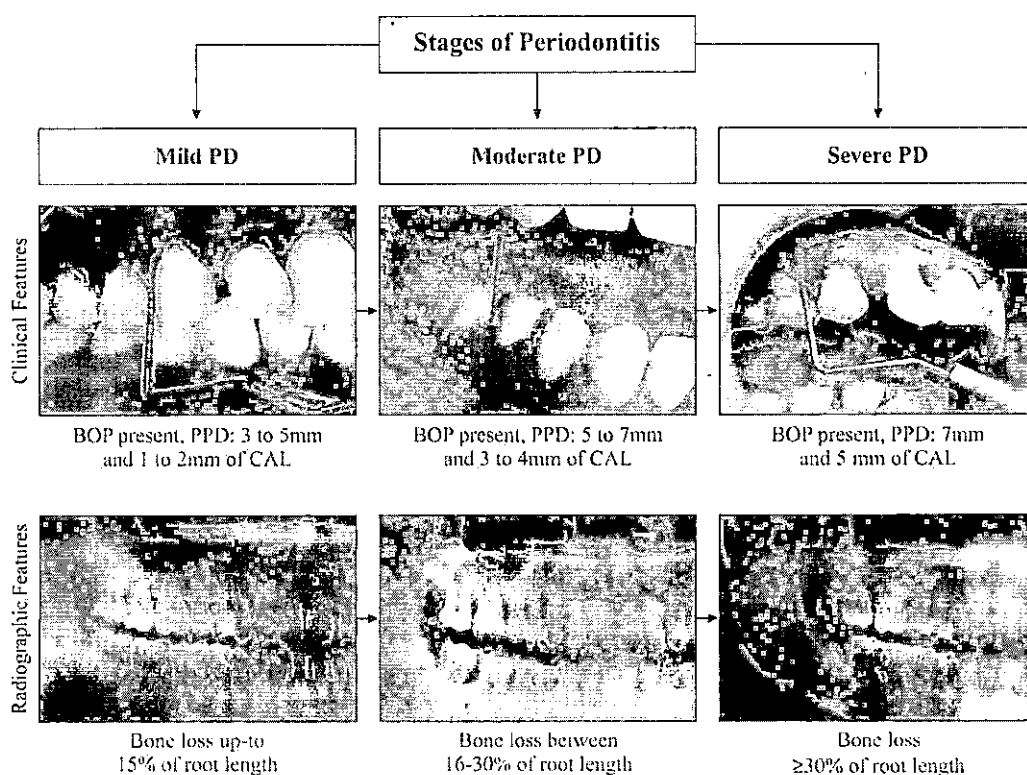 Stages of Periodontitis
Mild PD
Moderate PD
Severe PD
Clinical Features
BOP present, PPD: 3 to 5mm
and 1 to 2mm of CAL
BOP present, PPD: 5 to 7mm
and 3 to 4mm of CAL
BOP present, PPD: 7mm
and 5 mm of CAL
Radiographic Features
Bone loss up-to
15% of root length
Bone loss between
16-30% of root length
Bone loss
≥30% of root length